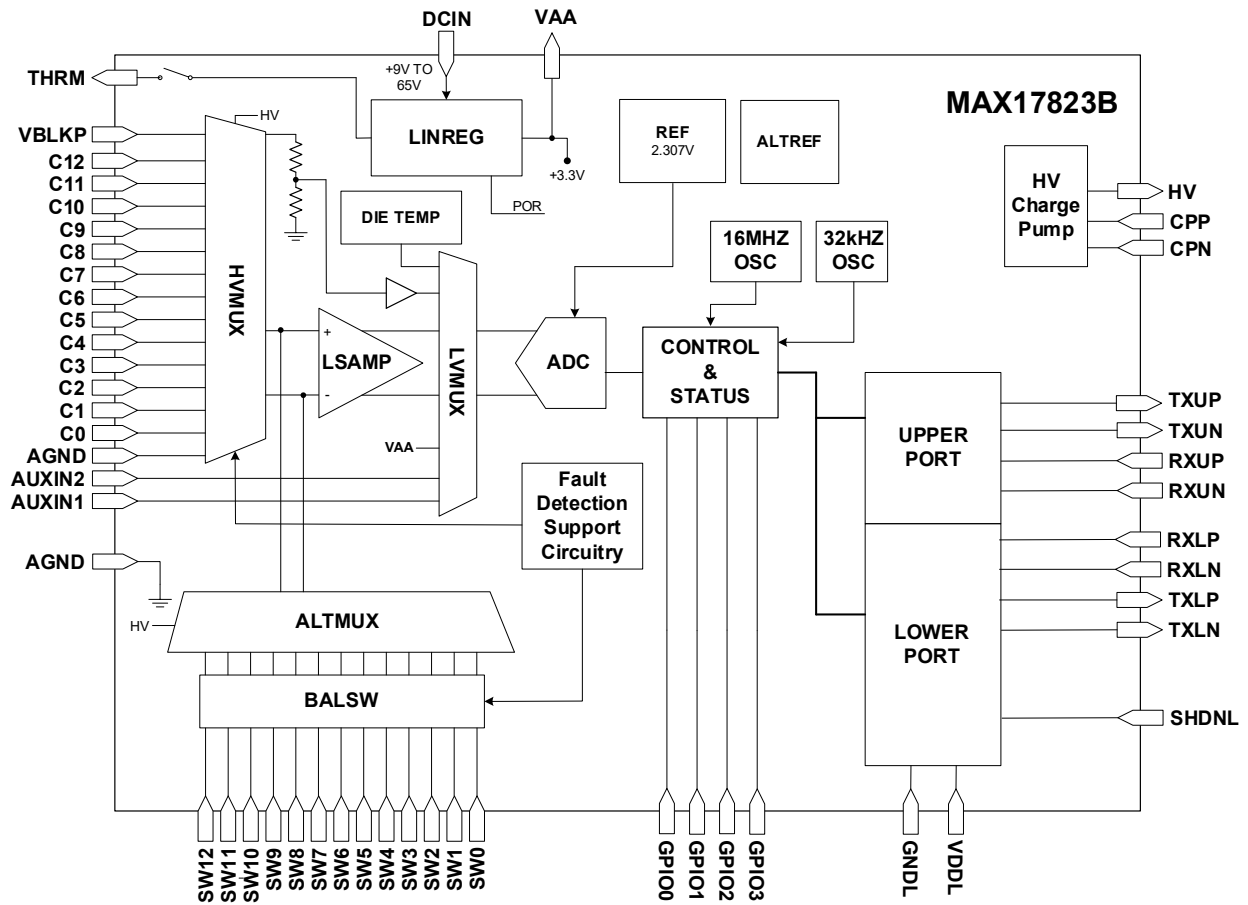 DCIN
VAA
THRM
+9V TO
65V
MAX17823B
LINREG
+3.3V
POR
REF
2.307V
ALTREF
HV
VBLKP
C12
C11
C10
C9
C8
C7
C6
C5
C4
C3
C2
C1
C0
AGND
AUXIN2
AUXIN1
AGND
HVMUX
DIE TEMP
+
LSAMP
-
LVMUX
VAA
ADC
16MHZ
OSC
32kHZ
OSC
CONTROL
&
STATUS
HV
Charge
Pump
HV
CPP
CPN
Fault
Detection
Support
Circuitry
UPPER
PORT
LOWER
PORT
TXUP
TXUN
RXUP
RXUN
RXLP
RXLN
TXLP
TXLN
SHDNL
HV
ALTMUX
BALSW
SW12
SW11
SW10
SW9
SW8
SW7
SW6
SW5
SW4
SW3
SW2
SW1
SW0
GPIO0
GPIO1
GPIO2
GPIO3
GNDL
VDDL